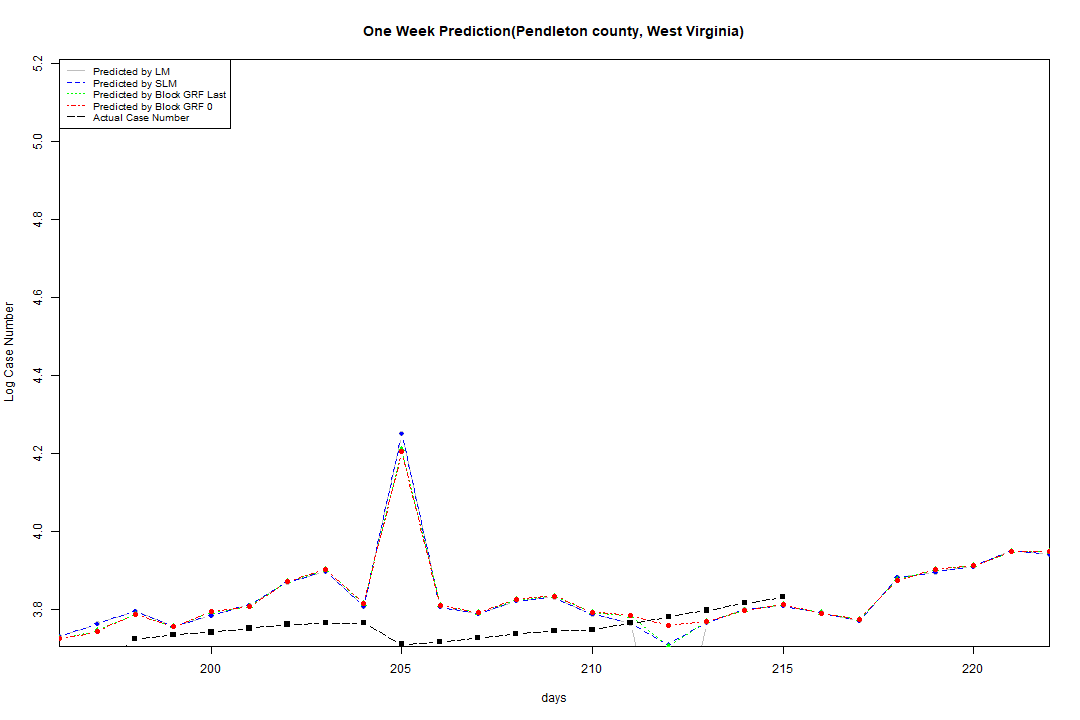 One Week Prediction(Pendleton county, West Virginia)
Predicted by LM
Predicted by SLM
Predicted by Block GRF Last
Predicted by Block GRF 0
Actual Case Number
5.2
5.0
4.8
4.6
4.4
4.2
4.0
3.8
Log Case Number
200
205
210
215
220
days